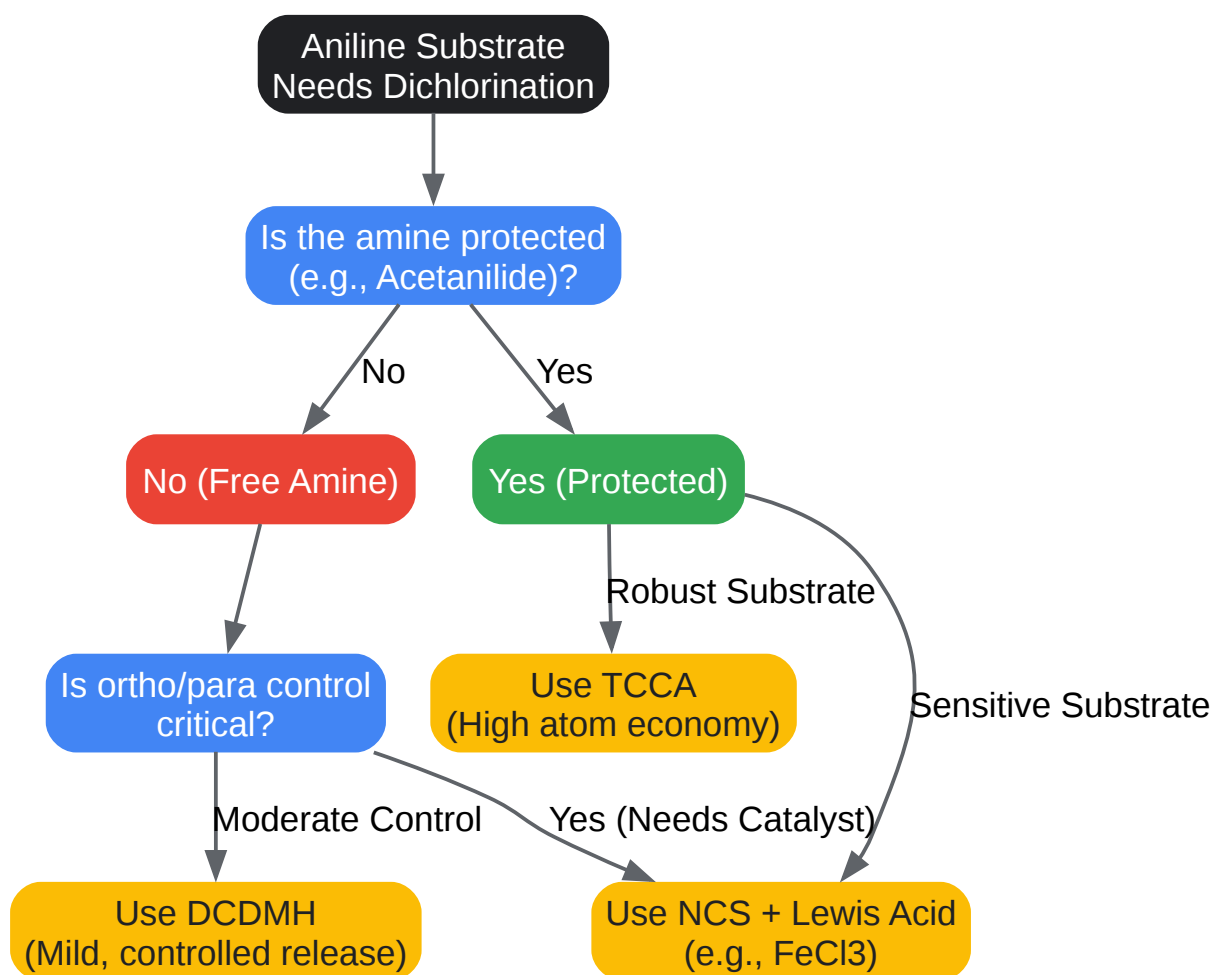 Aniline Substrate
Needs Dichlorination
Is the amine protected
(e.g., Acetanilide)?
No
Yes
No (Free Amine)
Yes (Protected)
Robust Substrate
Is ortho/para control
critical?
Use TCCA
(High atom economy)
Sensitive Substrate
Moderate Control
Yes (Needs Catalyst)
Use DCDMH
(Mild, controlled release)
Use NCS + Lewis Acid
(e.g., FeCl3)